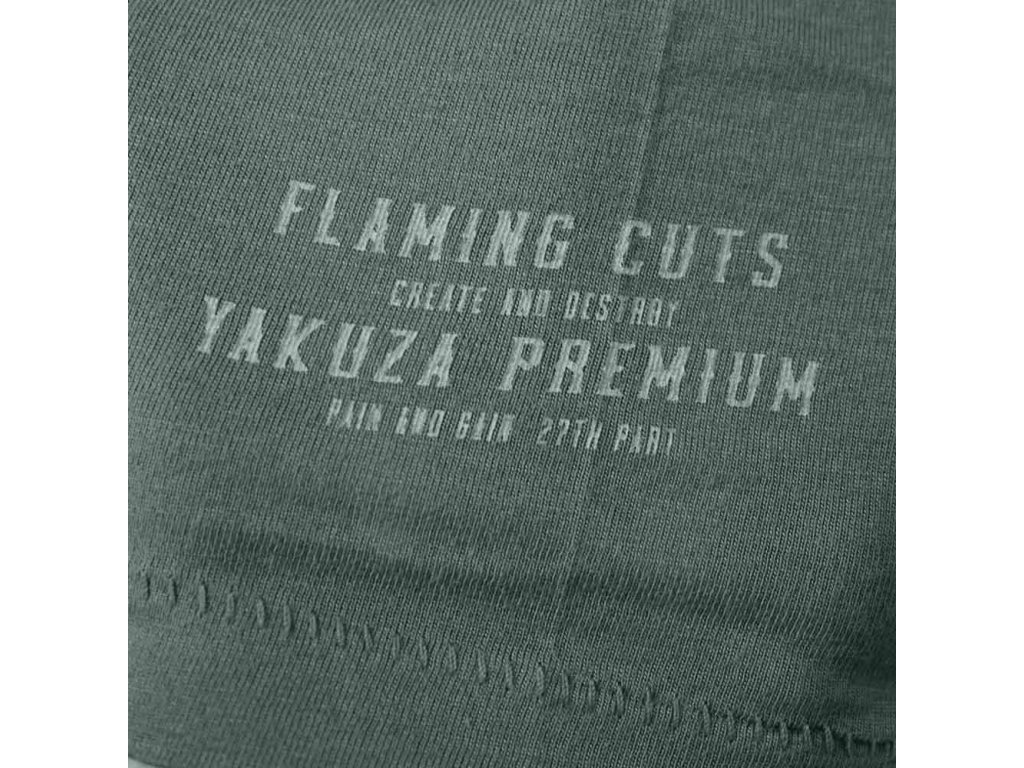 FLAMING CUTS
CREATE AND DESTROY
YAKUZA PREMIUM
PAIN AND GAIN 27TH PART